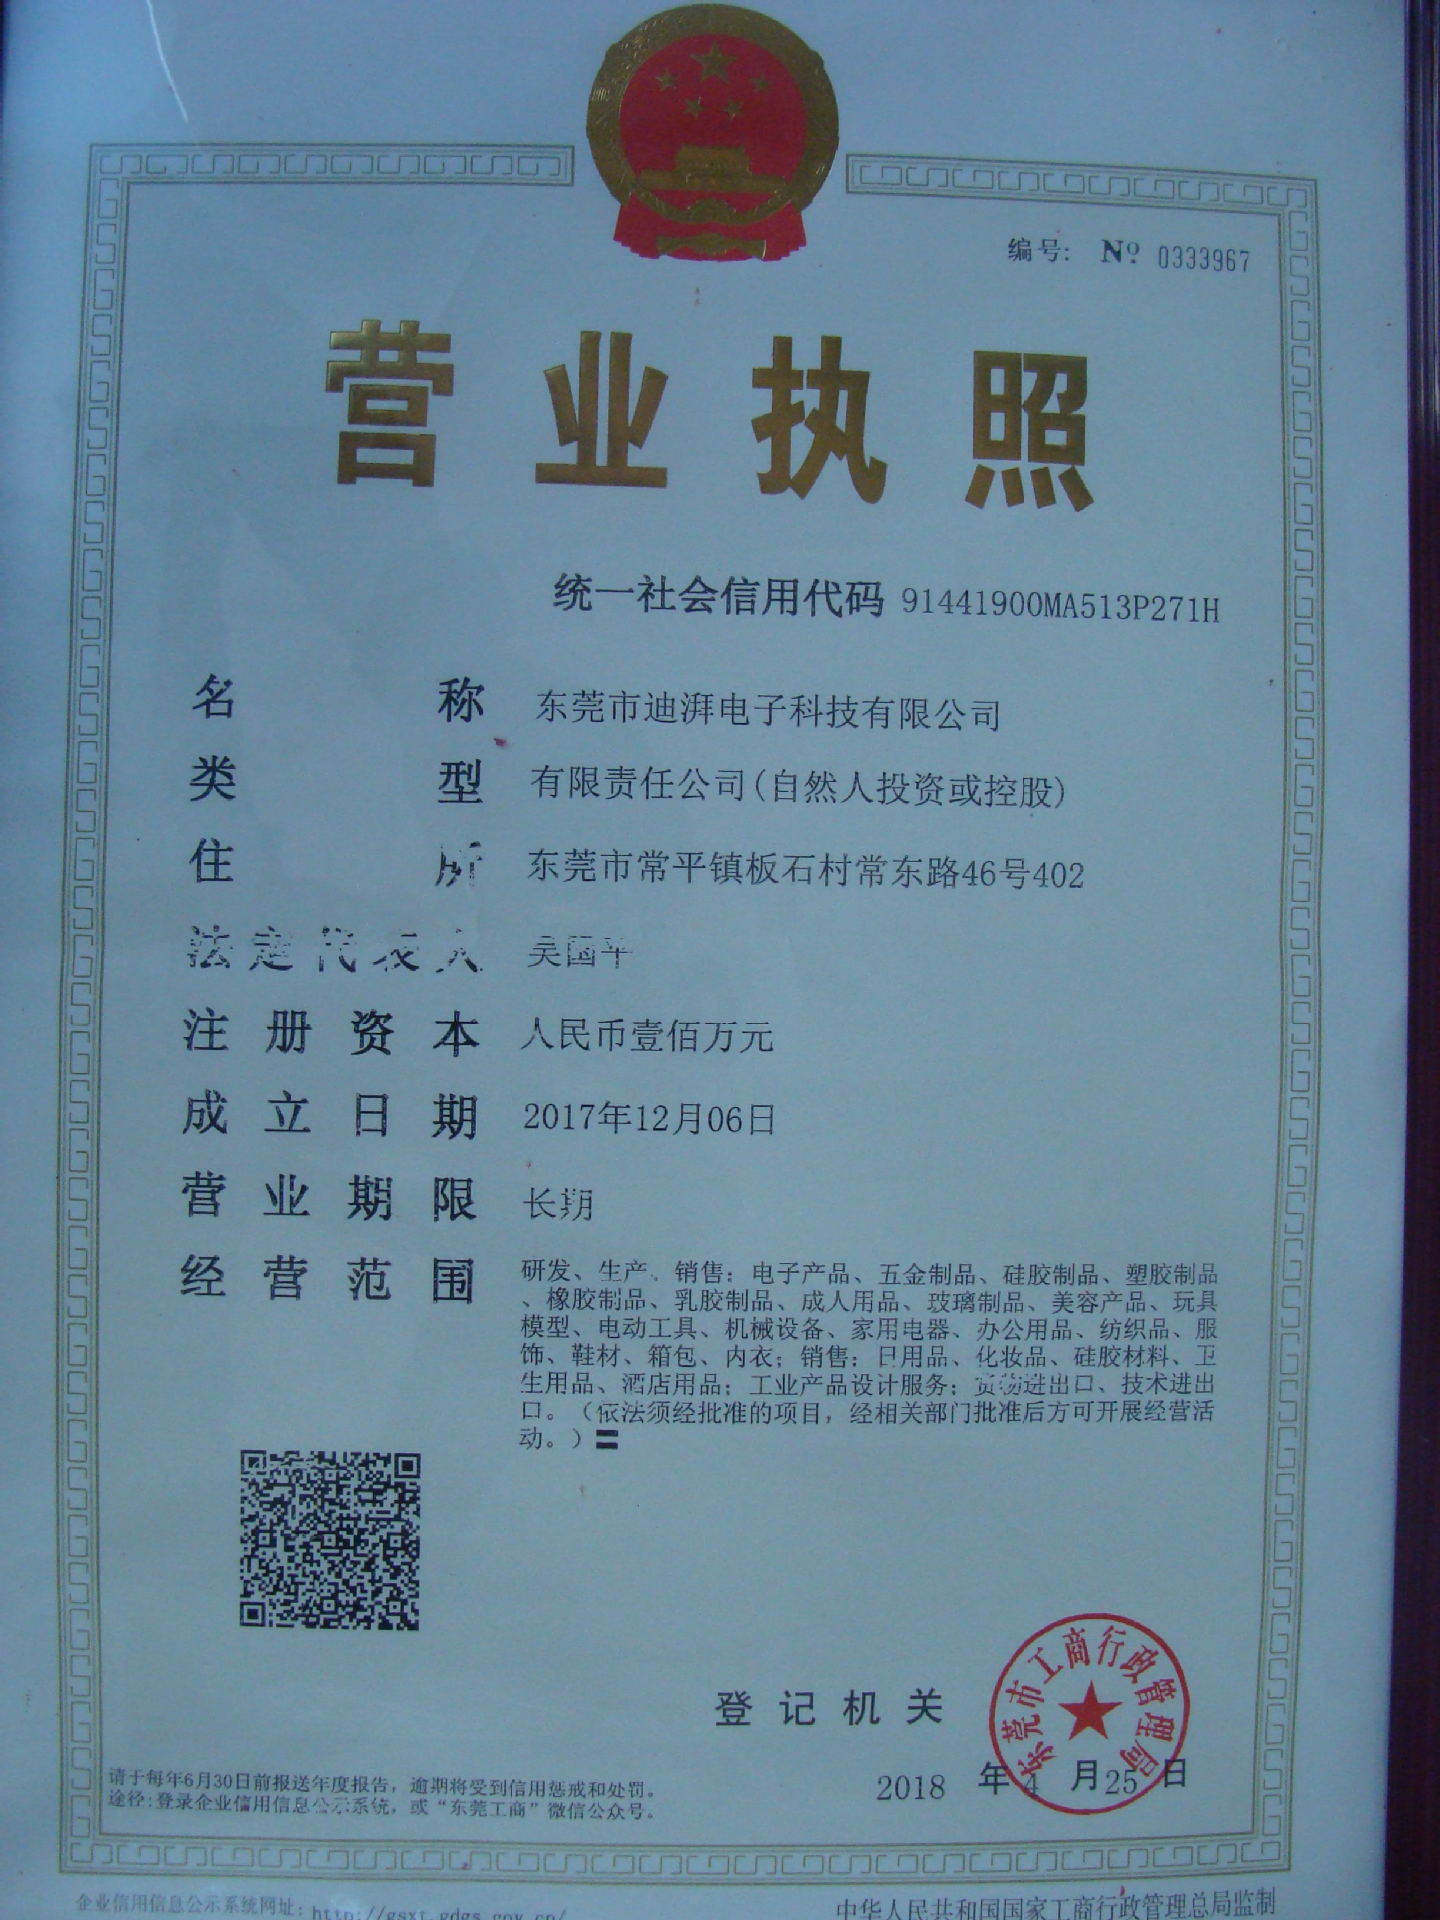 编号: Nº 0333967
营业执照
统一社会信用代码 91441900MA513P271H
名称 东莞市迪湃电子科技有限公司
类型 有限责任公司(自然人投资或控股)
住所 东莞市常平镇板石村常东路46号402
法定代表人 吴国平
注册资本 人民币壹佰万元
成立日期 2017年12月06日
营业期限 长期
经营范围 研发、生产、销售：电子产品、五金制品、硅胶制品、塑胶制品
、橡胶制品、乳胶制品、成人用品、玻璃制品、美容产品、玩具
模型、电动工具、机械设备、家用电器、办公用品、纺织品、服
饰、鞋材、箱包、内衣；销售：日用品、化妆品、硅胶材料、卫
生用品、酒店用品；工业产品设计服务；货物进出口、技术进出
口。（依法须经批准的项目，经相关部门批准后方可开展经营活
动。）〓
东莞市工商行政管理局
登记机关
2018 年 4 月 25 日
请于每年6月30日前报送年度报告，逾期将受到信用惩戒和处罚。
途径:登录企业信用信息公示系统，或“东莞工商”微信公众号。
企业信用信息公示系统网址: http://gsxt.gdgs.gov.cn/
中华人民共和国国家工商行政管理总局监制